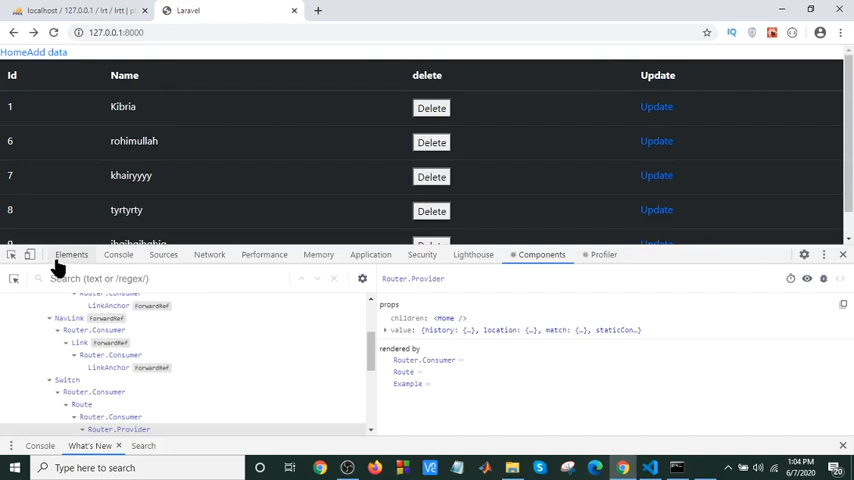 localhost / 127.0.0.1 / lrt / lrtt | p
Laravel
127.0.0.1:8000
IQ
HomeAdd data
Id Name delete Update
1 Kibria Delete Update
6 rohimullah Delete Update
7 khairyyyy Delete Update
8 tyrtyrty Delete Update
Elements Console Sources Network Performance Memory Application Security Lighthouse Components Profiler
Search (text or /regex/)
Router.Provider
Router.Consumer
LinkAnchor ForwardRef
NavLink ForwardRef
Router.Consumer
Link ForwardRef
Router.Consumer
LinkAnchor ForwardRef
Switch
Router.Consumer
Route
Router.Consumer
Router.Provider
props
children: <Home />
value: {history: {…}, location: {…}, match: {…}, staticCon…}
rendered by
Router.Consumer
Route
Example
Console What's New Search
Type here to search
1:04 PM
6/7/2020
20